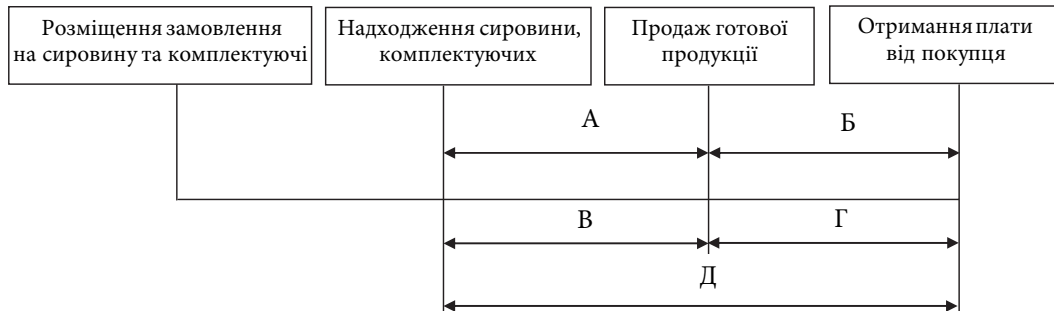 Розміщення замовлення
на сировину та комплектуючі
Надходження сировини,
комплектуючих
Продаж готової
продукції
Отримання плати
від покупця
А
Б
В
Г
Д